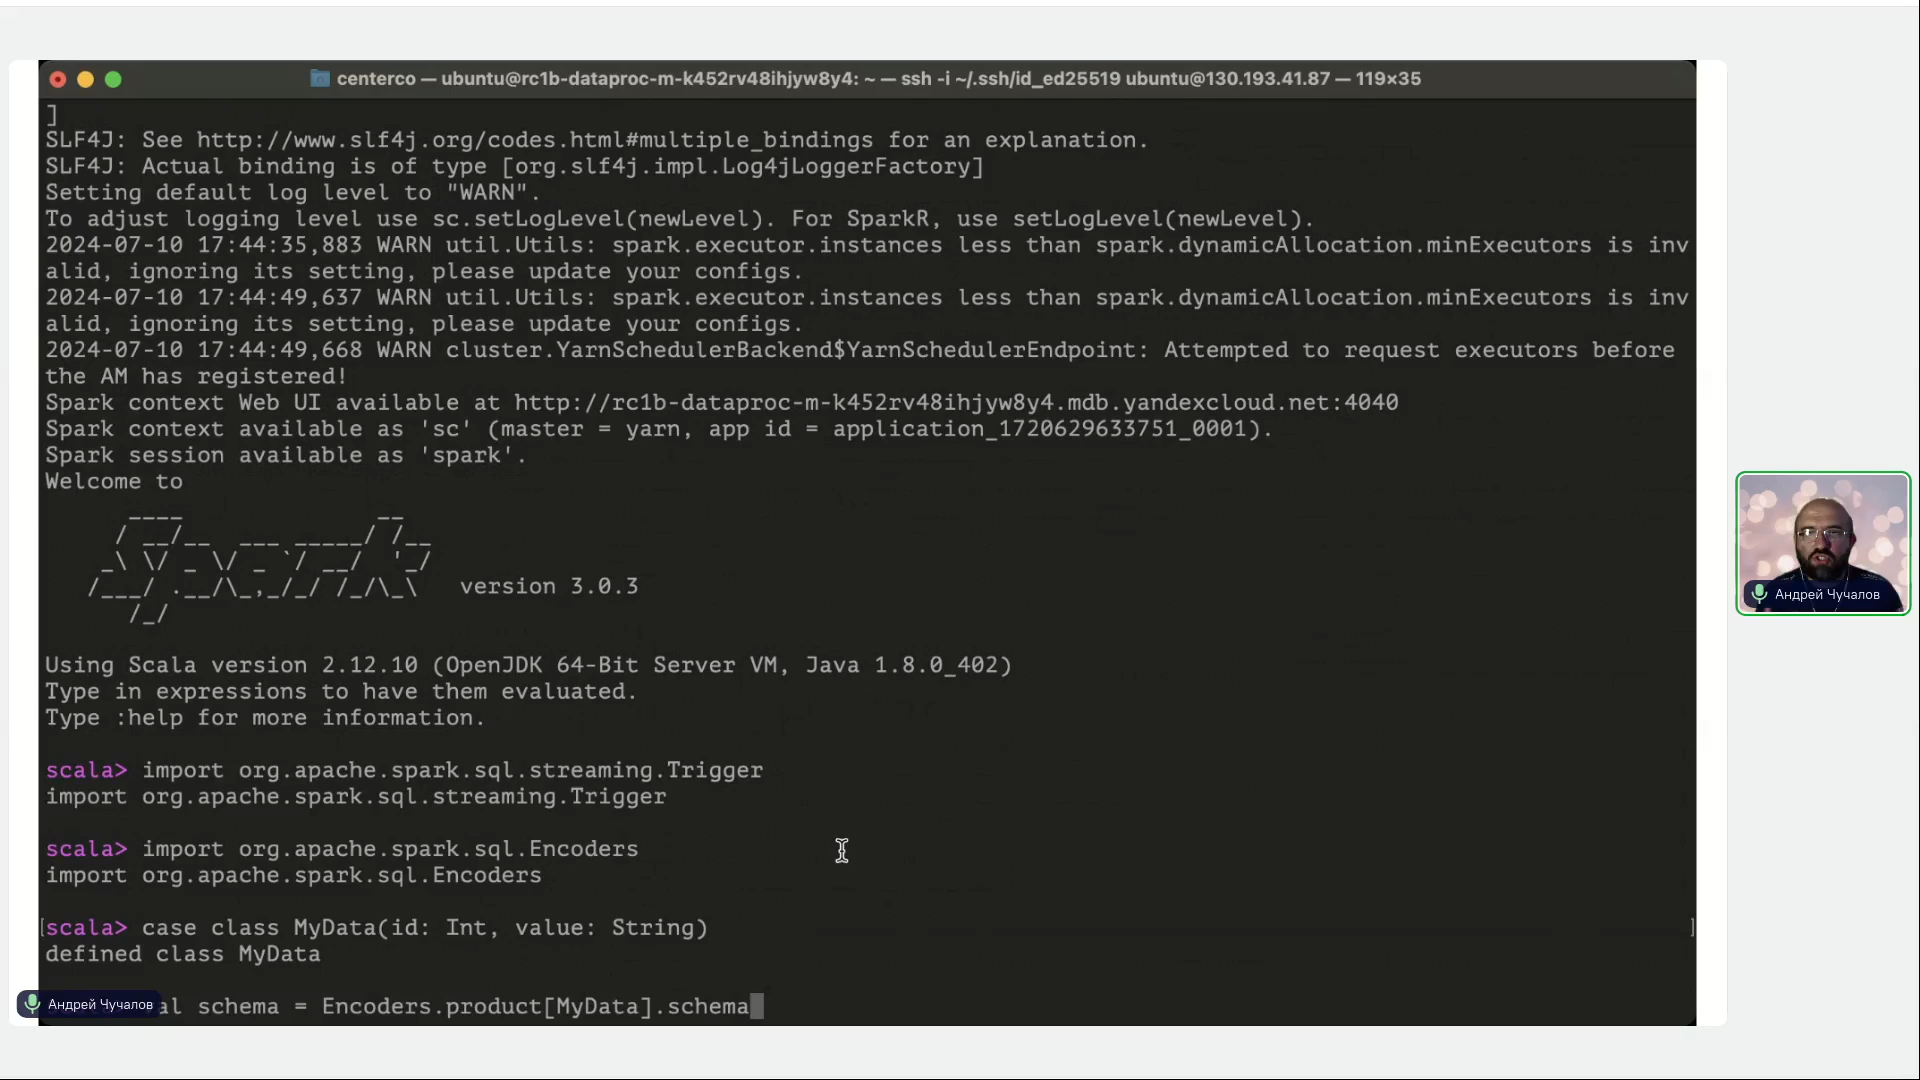 centerco — ubuntu@rc1b-dataproc-m-k452rv48ihjyw8y4: ~ — ssh -i ~/.ssh/id_ed25519 ubuntu@130.193.41.87 — 119×35
]
SLF4J: See http://www.slf4j.org/codes.html#multiple_bindings for an explanation.
SLF4J: Actual binding is of type [org.slf4j.impl.Log4jLoggerFactory]
Setting default log level to "WARN".
To adjust logging level use sc.setLogLevel(newLevel). For SparkR, use setLogLevel(newLevel).
2024-07-10 17:44:35,883 WARN util.Utils: spark.executor.instances less than spark.dynamicAllocation.minExecutors is inv
alid, ignoring its setting, please update your configs.
2024-07-10 17:44:49,637 WARN util.Utils: spark.executor.instances less than spark.dynamicAllocation.minExecutors is inv
alid, ignoring its setting, please update your configs.
2024-07-10 17:44:49,668 WARN cluster.YarnSchedulerBackend$YarnSchedulerEndpoint: Attempted to request executors before
the AM has registered!
Spark context Web UI available at http://rc1b-dataproc-m-k452rv48ihjyw8y4.mdb.yandexcloud.net:4040
Spark context available as 'sc' (master = yarn, app id = application_1720629633751_0001).
Spark session available as 'spark'.
Welcome to
      ____              __
     / __/__  ___ _____/ /__
    _\ \/ _ \/ _ `/ __/  '_/
   /___/ .__/\_,_/_/ /_/\_\   version 3.0.3
      /_/
Using Scala version 2.12.10 (OpenJDK 64-Bit Server VM, Java 1.8.0_402)
Type in expressions to have them evaluated.
Type :help for more information.
scala> import org.apache.spark.sql.streaming.Trigger
import org.apache.spark.sql.streaming.Trigger
scala> import org.apache.spark.sql.Encoders
import org.apache.spark.sql.Encoders
[scala> case class MyData(id: Int, value: String) ]
defined class MyData
al schema = Encoders.product[MyData].schema
Андрей Чучалов
Андрей Чучалов